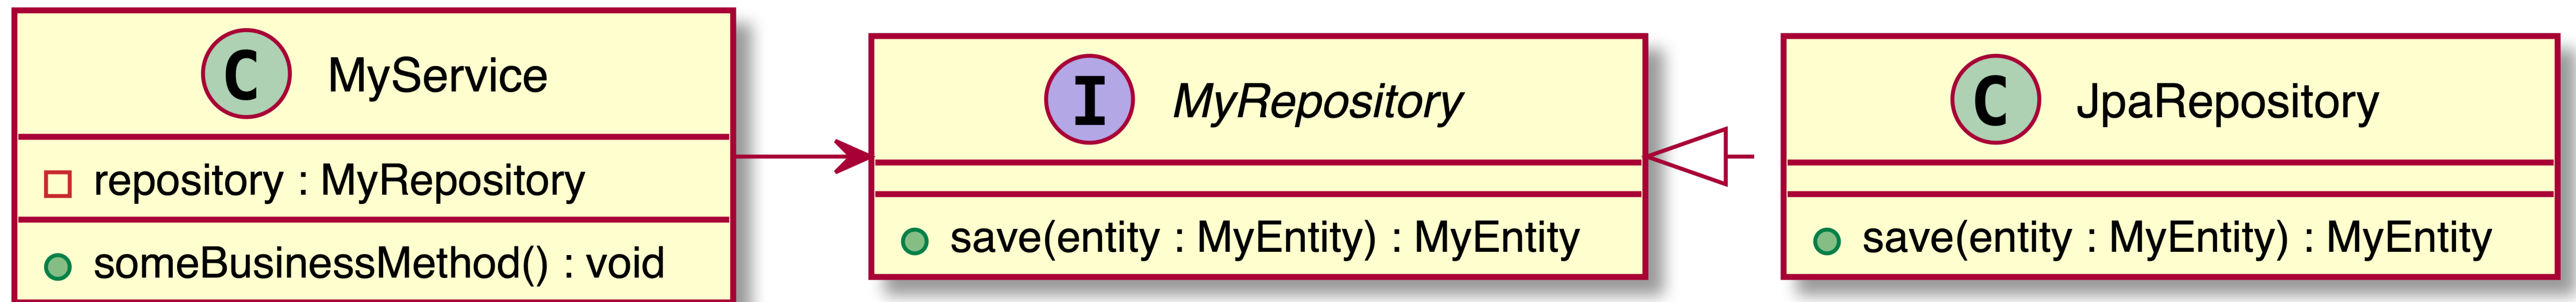 C MyService
repository : MyRepository
someBusinessMethod() : void
I MyRepository
save(entity : MyEntity) : MyEntity
C JpaRepository
save(entity : MyEntity) : MyEntity